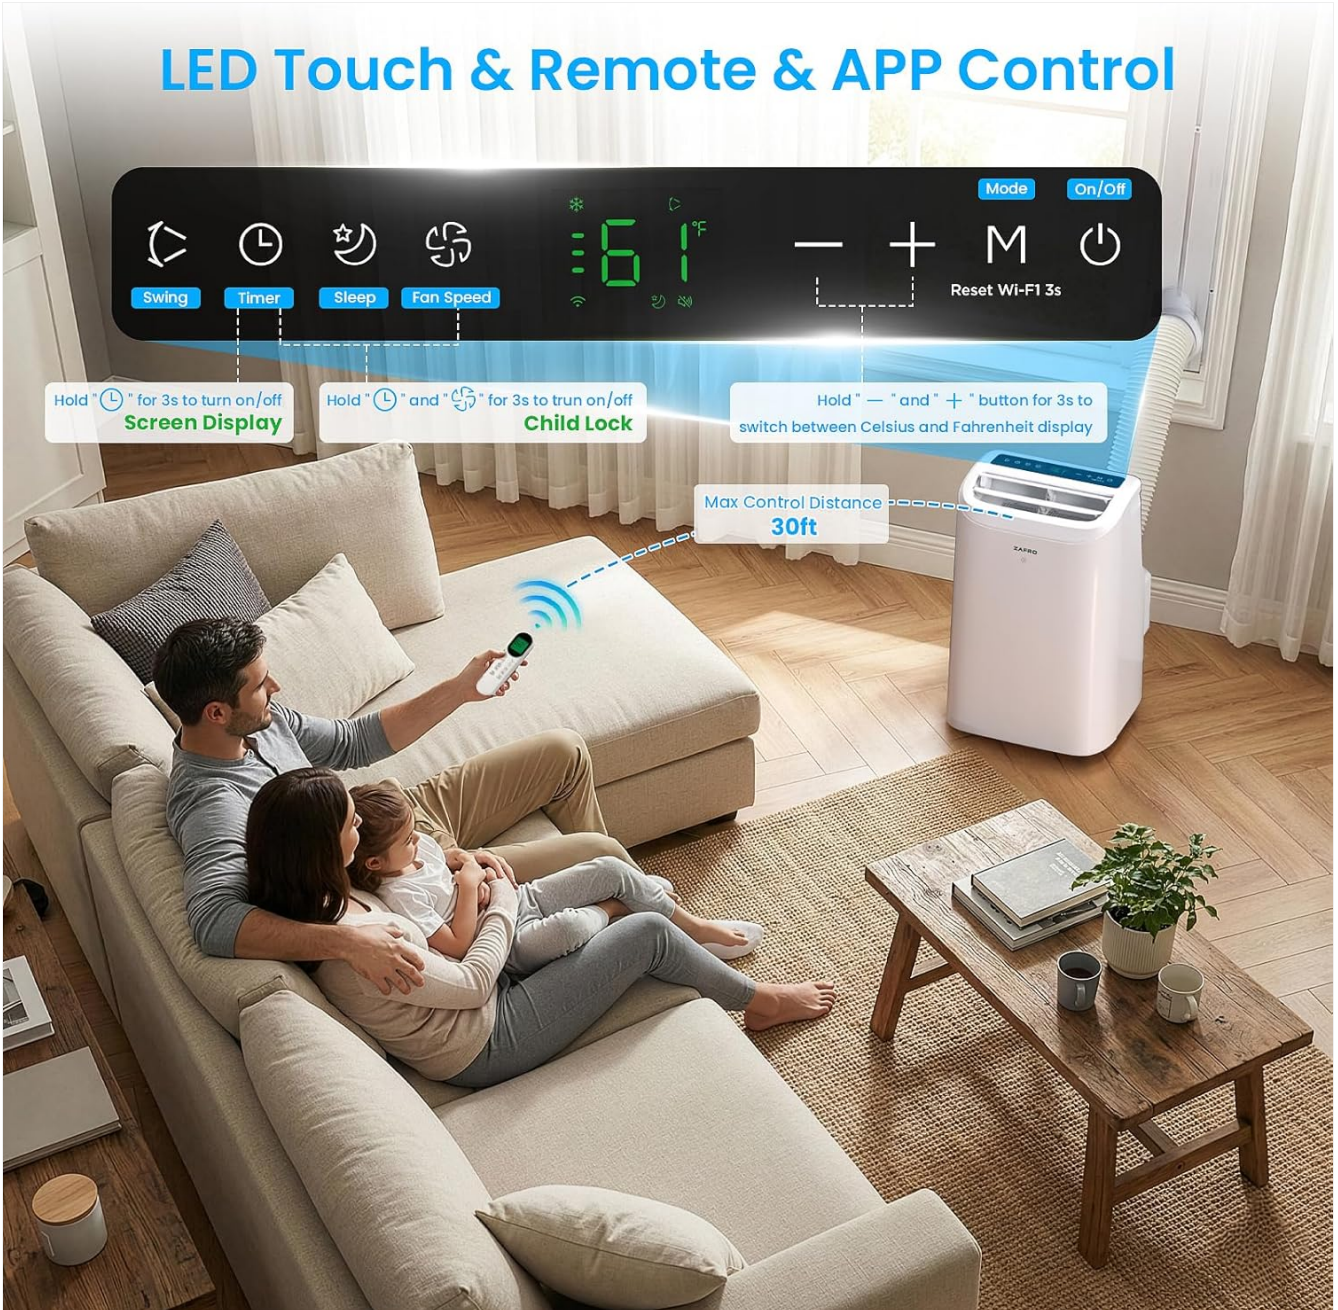 LED Touch & Remote & APP Control
Mode
On/Off
61°F
M
Swing
Timer
Sleep
Fan Speed
Reset Wi-F1 3s
Hold " " for 3s to turn on/off
Screen Display
Hold " " and " " for 3s to trun on/off
Child Lock
Hold " — " and " + " button for 3s to
switch between Celsius and Fahrenheit display
Max Control Distance
30ft
ZAFRO